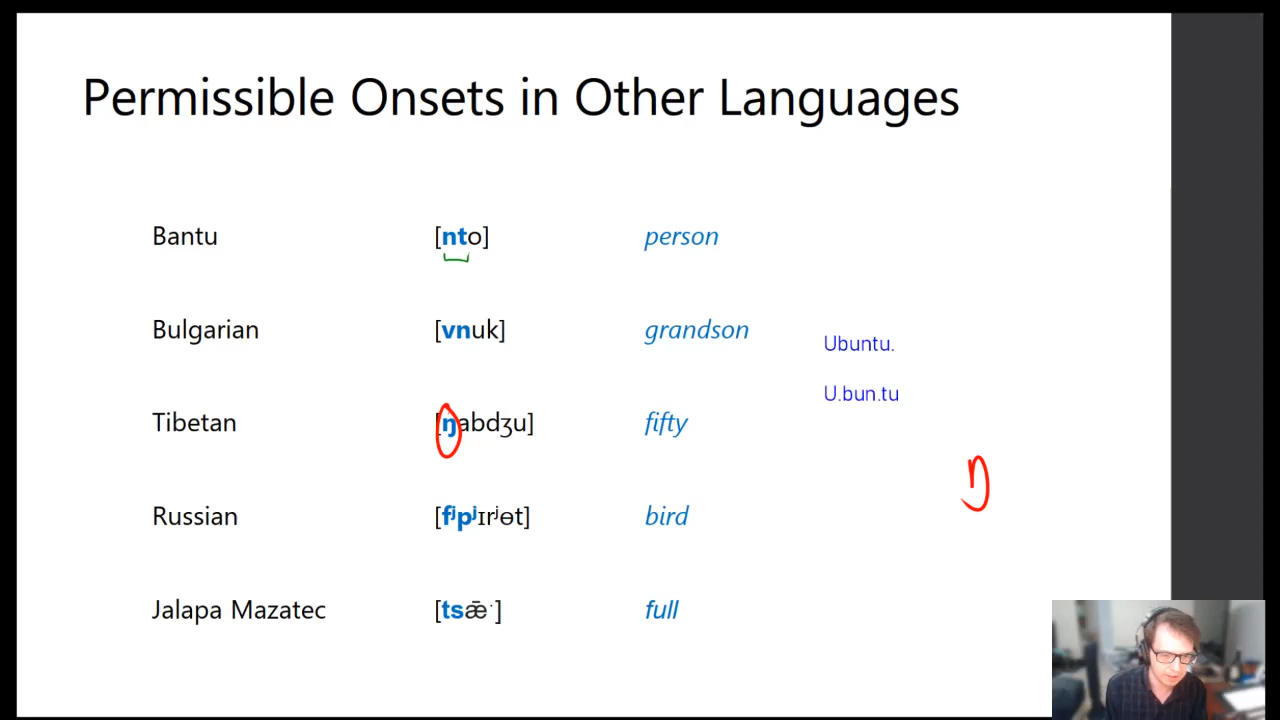 Permissible Onsets in Other Languages
Bantu [nto] person
Bulgarian [vnuk] grandson
Ubuntu.
U.bun.tu
Tibetan [ŋabdʒu] fifty
ŋ
Russian [fʲpʲɪrʲɵt] bird
Jalapa Mazatec [tsǣ˙] full